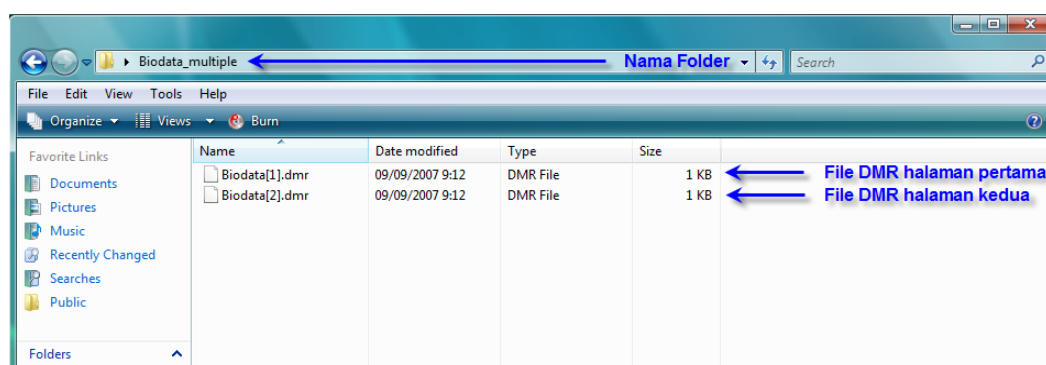 Biodata_multiple
Nama Folder
Search
File Edit View Tools Help
Organize Views Burn
Favorite Links
Documents
Pictures
Music
Recently Changed
Searches
Public
Folders
Name Date modified Type Size
Biodata[1].dmr 09/09/2007 9:12 DMR File 1 KB File DMR halaman pertama
Biodata[2].dmr 09/09/2007 9:12 DMR File 1 KB File DMR halaman kedua